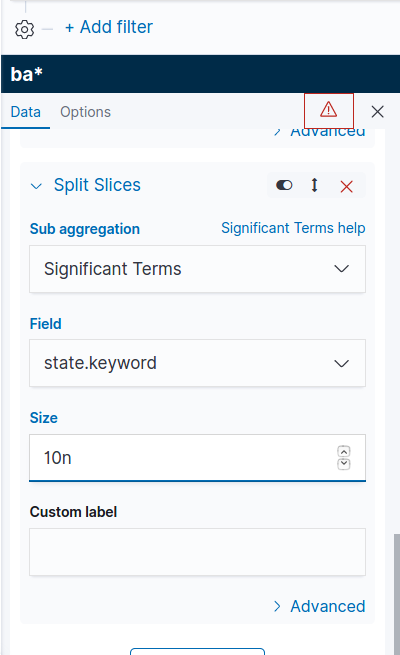 + Add filter
ba*
Data Options
Advanced
Split Slices
Sub aggregation Significant Terms help
Significant Terms
Field
state.keyword
Size
10n
Custom label
Advanced